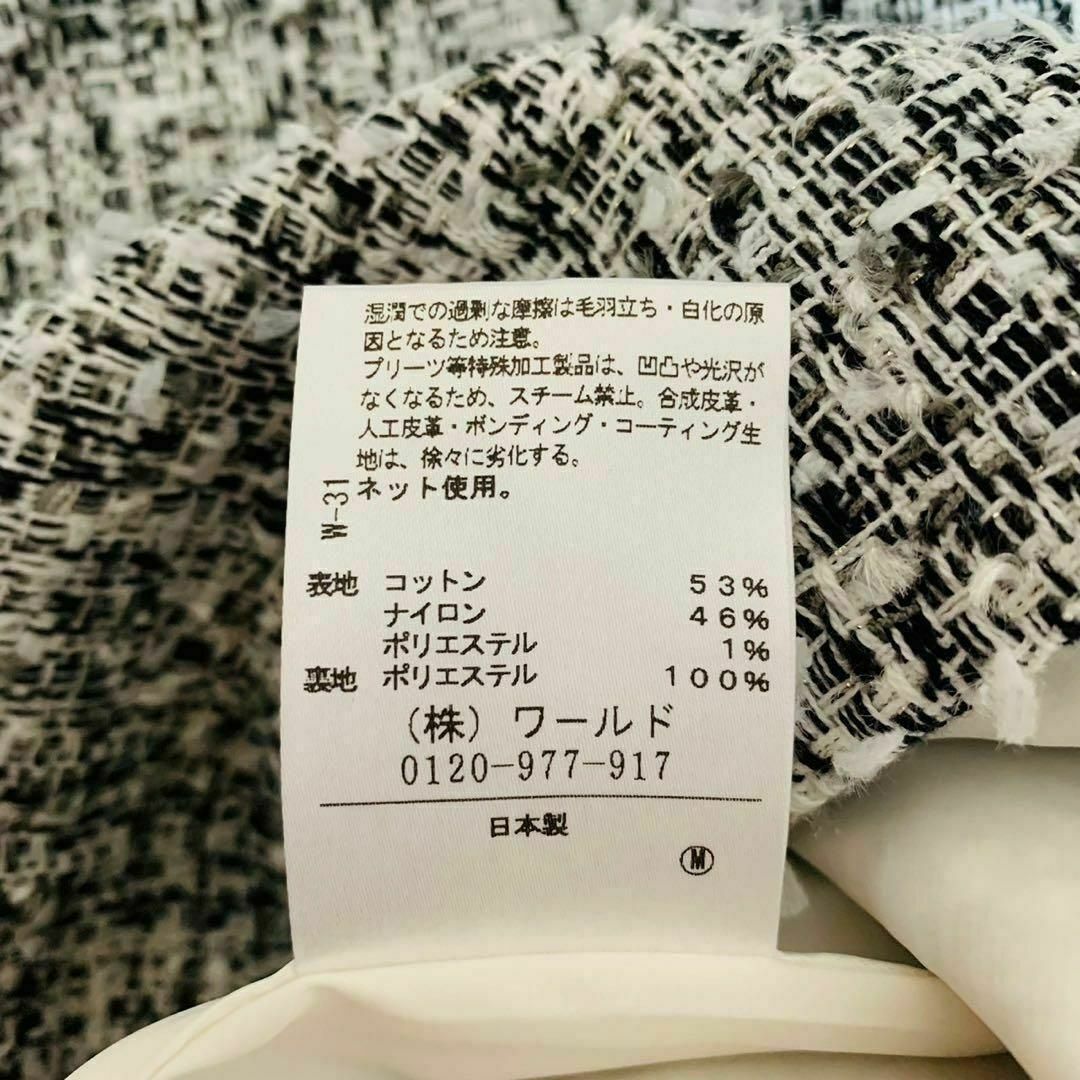 湿潤での過剰な摩擦は毛羽立ち・白化の原
因となるため注意。
プリーツ等特殊加工製品は、凹凸や光沢が
なくなるため、スチーム禁止。合成皮革・
人工皮革・ボンディング・コーティング生
地は、徐々に劣化する。
ネット使用。
W-31
表地 コットン 53%
ナイロン 46%
ポリエステル 1%
裏地 ポリエステル 100%
(株) ワールド
0120-977-917
日本製
Ⓜ